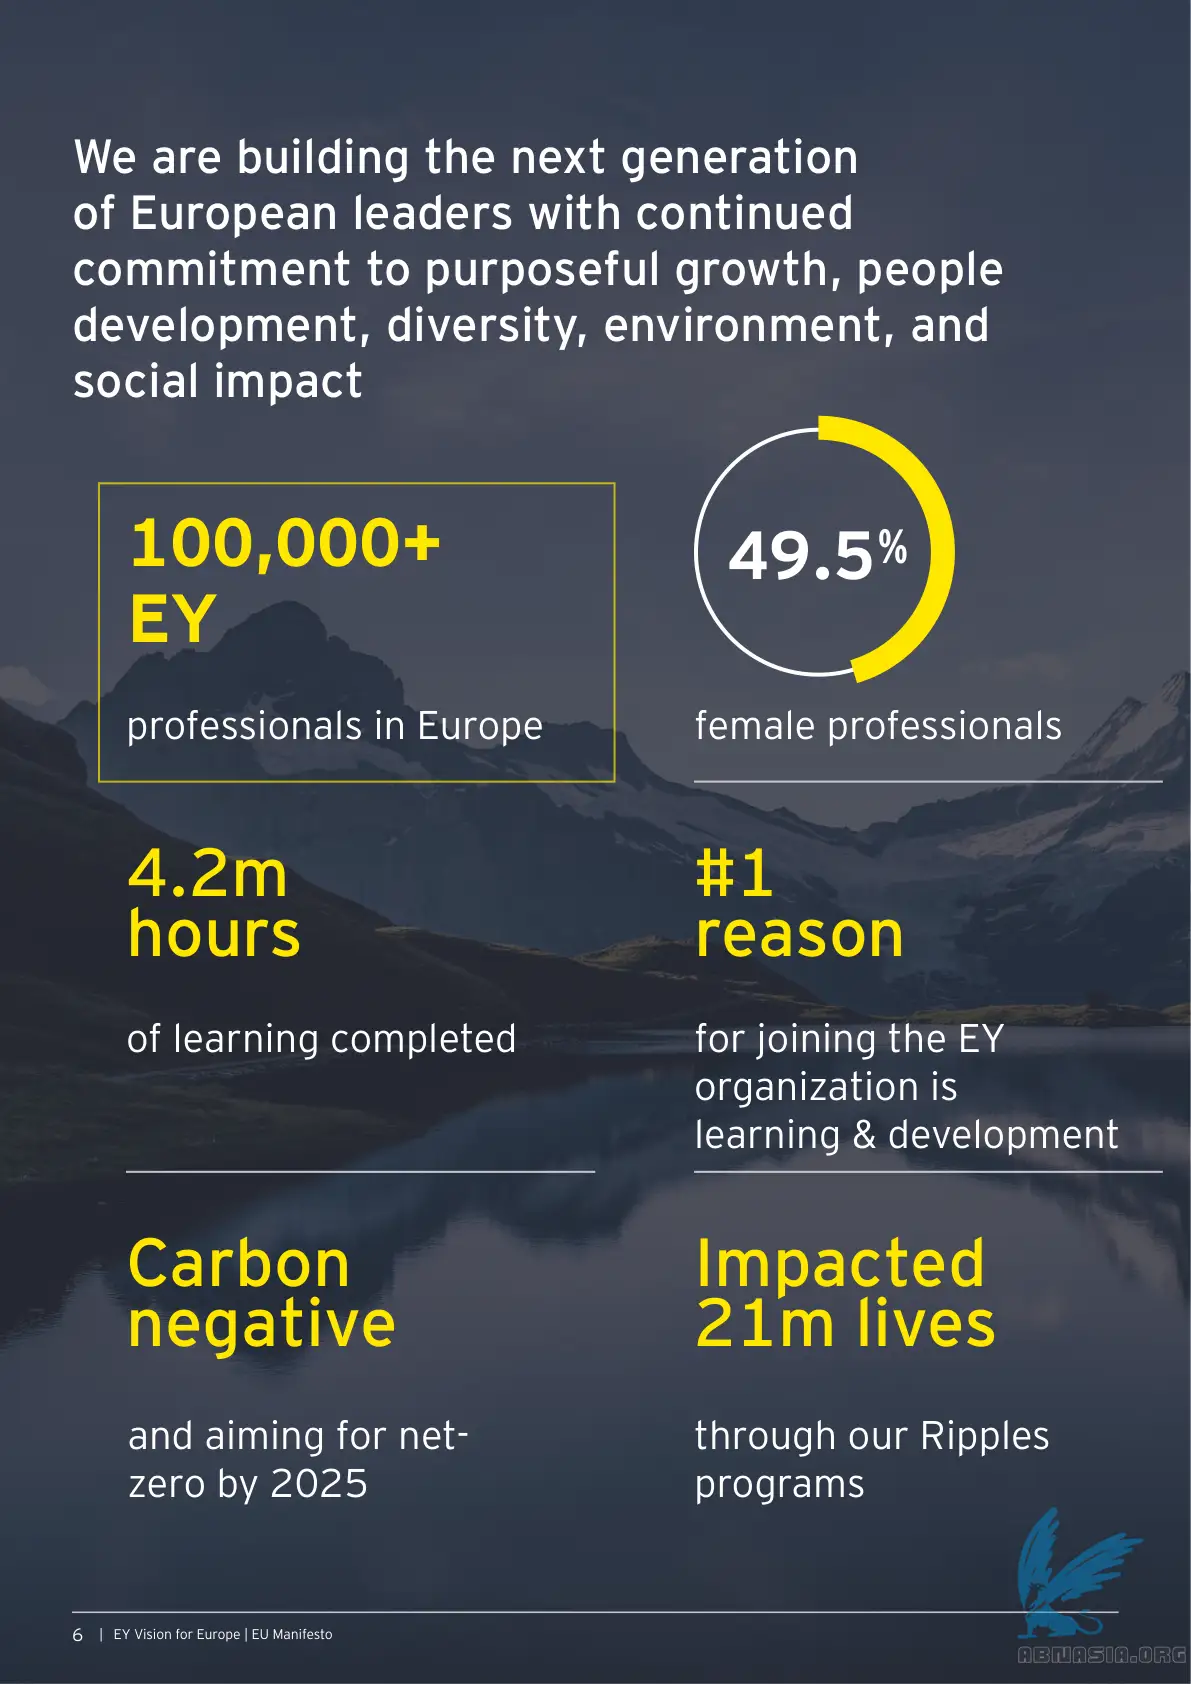 We are building the next generation
of European leaders with continued
commitment to purposeful growth, people
development, diversity, environment, and
social impact
100,000+
EY
professionals in Europe
49.5%
female professionals
4.2m
hours
of learning completed
#1
reason
for joining the EY
organization is
learning & development
Carbon
negative
and aiming for net-
zero by 2025
Impacted
21m lives
through our Ripples
programs
6 | EY Vision for Europe | EU Manifesto
ABNASIA.ORG